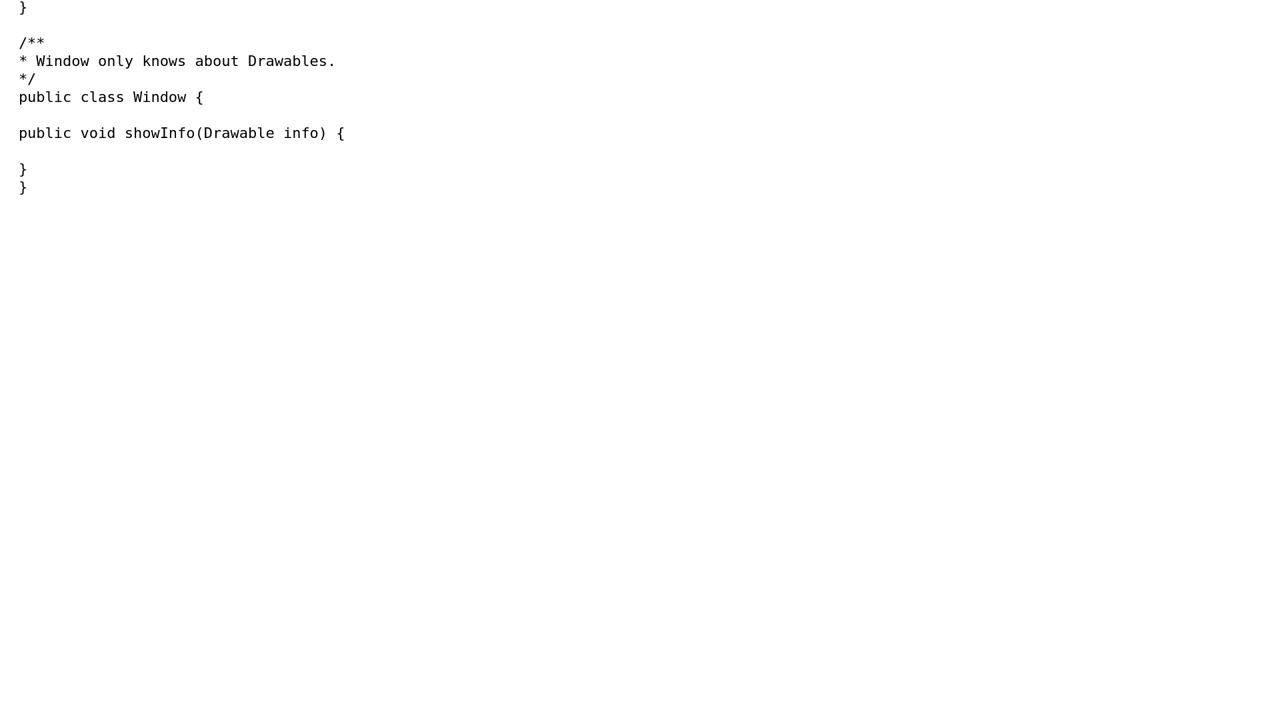 }
/**
* Window only knows about Drawables.
*/
public class Window {
public void showInfo(Drawable info) {
}
}